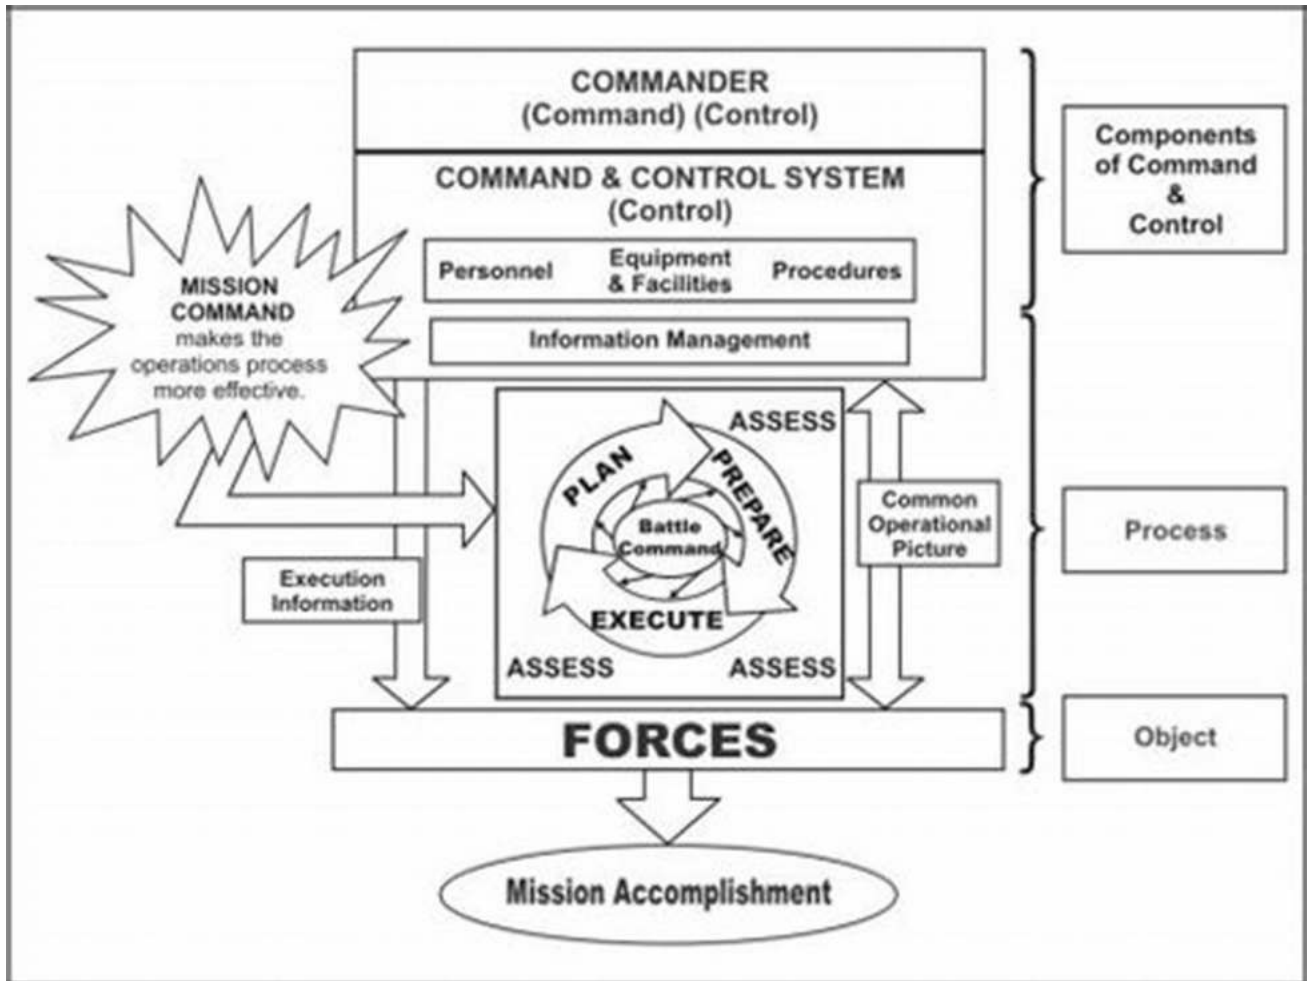 COMMANDER
(Command) (Control)
COMMAND & CONTROL SYSTEM
(Control)
Personnel
Equipment
& Facilities
Procedures
Information Management
Components
of Command
&
Control
MISSION
COMMAND
makes the
operations process
more effective.
ASSESS
PLAN
PREPARE
Battle
Command
EXECUTE
ASSESS
ASSESS
Execution
Information
Common
Operational
Picture
Process
FORCES
Object
Mission Accomplishment